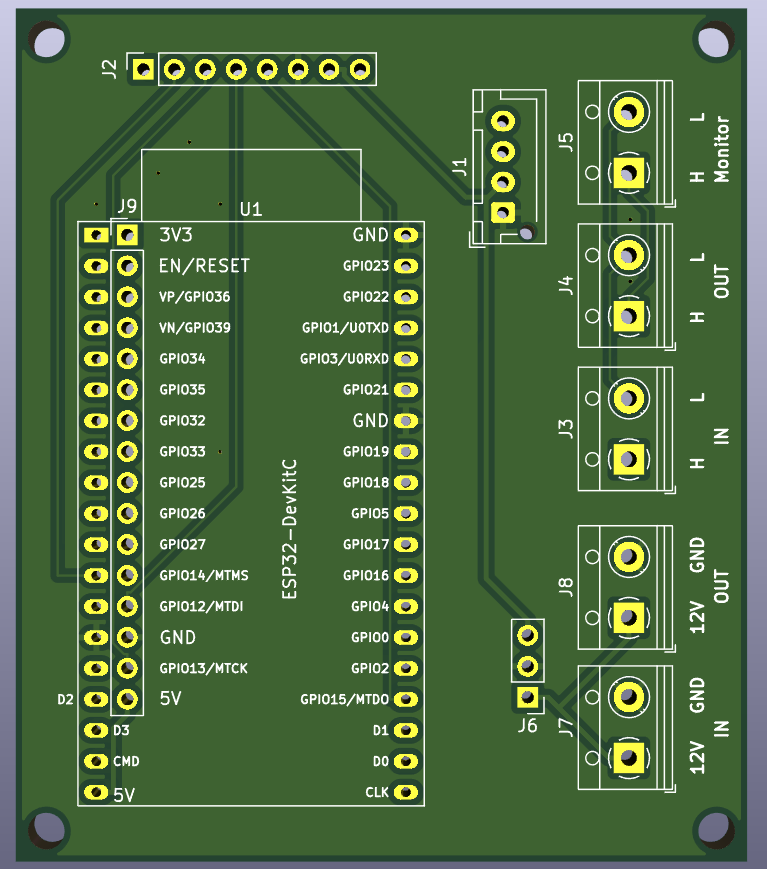 J2
J1
J5
L
H
Monitor
J9
U1
3V3
GND
EN/RESET
GPIO23
VP/GPIO36
GPIO22
VN/GPIO39
GPIO1/U0TXD
GPIO34
GPIO3/U0RXD
GPIO35
GPIO21
GPIO32
GND
GPIO33
GPIO19
GPIO25
GPIO18
GPIO26
GPIO5
GPIO27
GPIO17
GPIO14/MTMS
GPIO16
GPIO12/MTDI
GPIO4
GND
GPIO0
GPIO13/MTCK
GPIO2
D2
5V
GPIO15/MTDO
D3
D1
CMD
D0
5V
CLK
ESP32-DevKitC
J4
L
H
OUT
J3
L
H
IN
J8
GND
12V
OUT
J6
J7
GND
12V
IN